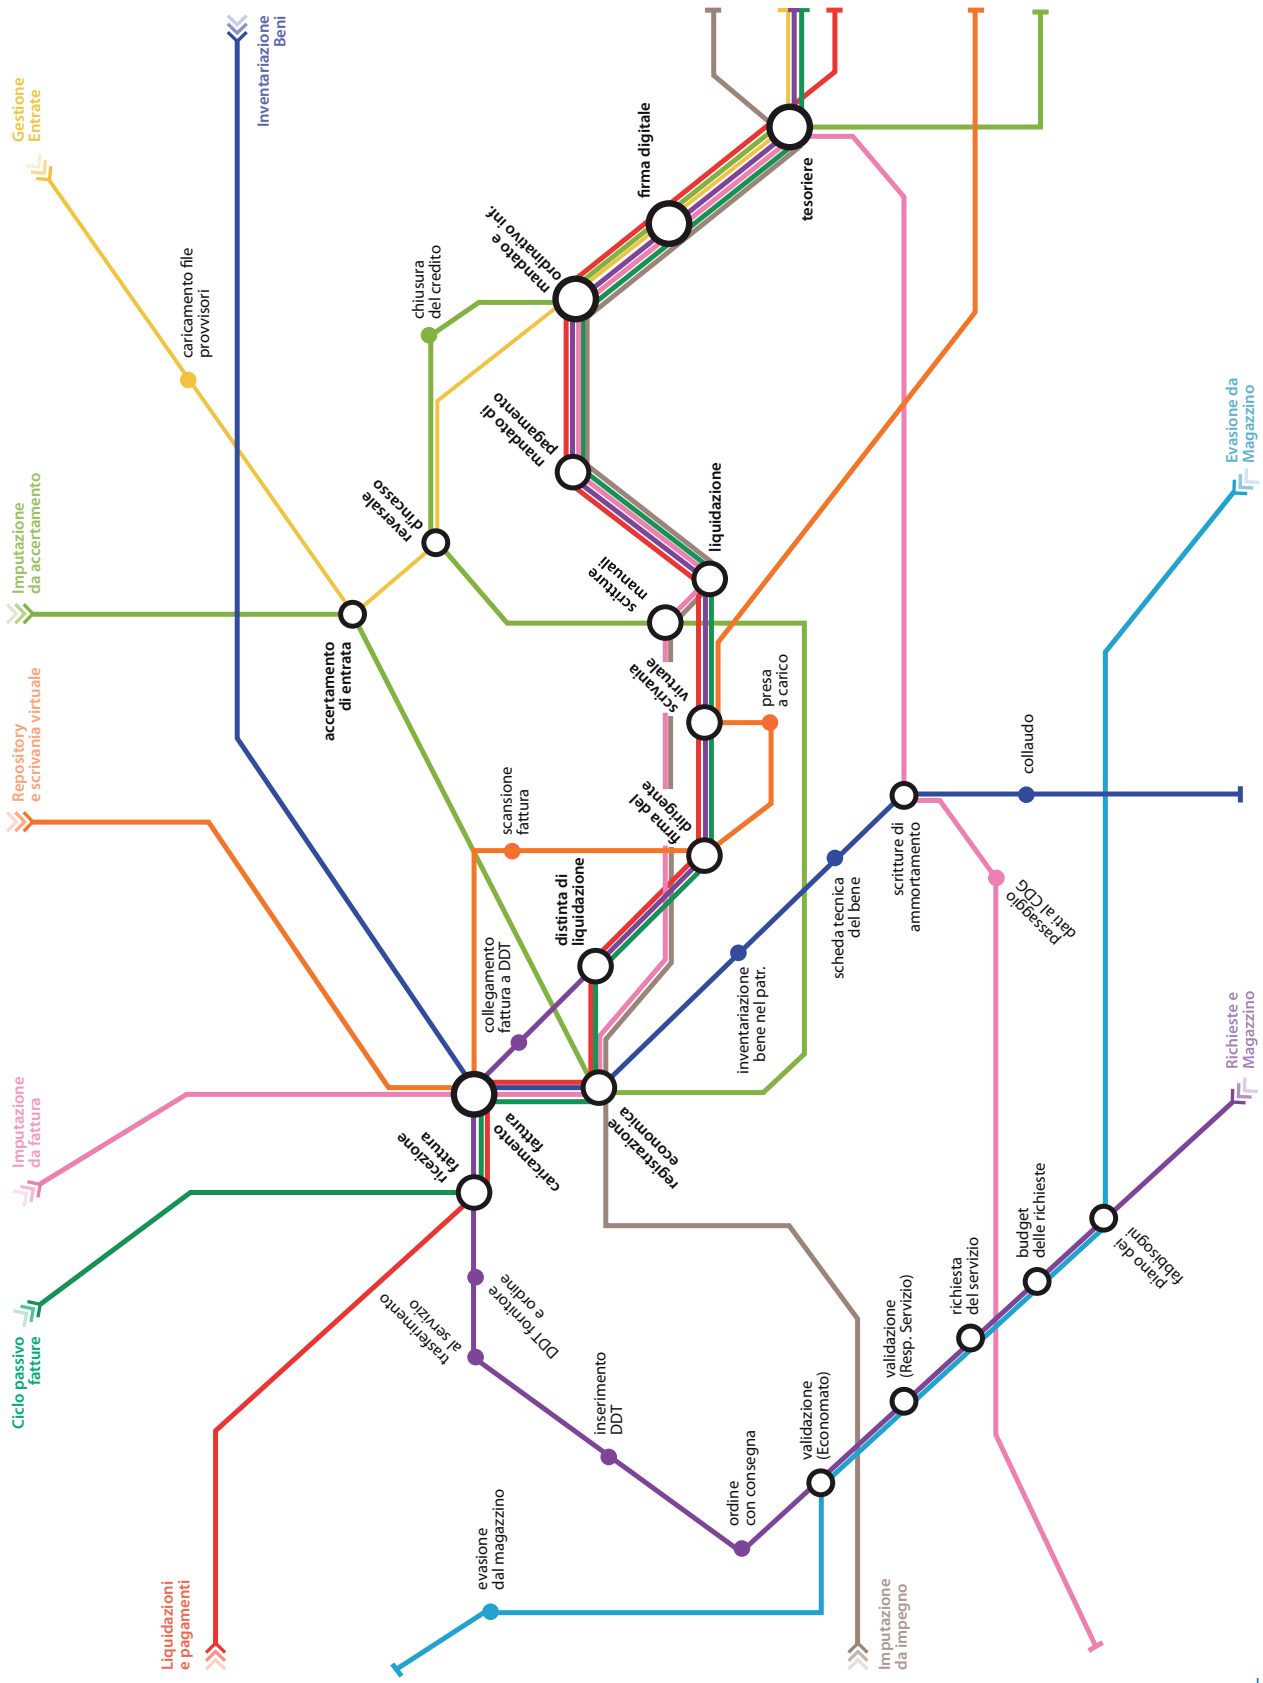 Liquidazioni
e pagamenti
Ciclo passivo
fatture
Imputazione
da fattura
Repository
e scrivania virtuale
Imputazione
da accertamento
Gestione
Entrate
Inventariazione
Beni
caricamento file
provvisori
accertamento
di entrata
reversale
d'incasso
chiusura
del credito
mandato e
ordinativo inf.
firma digitale
tesoriere
mandato di
pagamento
liquidazione
scritture
manuali
scrivania
virtuale
presa
a carico
firma del
dirigente
scansione
fattura
distinta di
liquidazione
collegamento
fattura a DDT
ricezione
fattura
caricamento
fattura
registrazione
economica
inventariazione
bene nel patr.
scheda tecnica
del bene
scritture di
ammortamento
collaudo
passaggio
dati al CDG
DDT fornitore
e ordine
trasferimento
al servizio
inserimento
DDT
ordine
con consegna
evasione
dal magazzino
validazione
(Economato)
validazione
(Resp. Servizio)
richiesta
del servizio
budget
delle richieste
piano dei
fabbisogni
Imputazione
da impegno
Richieste e
Magazzino
Evasione da
Magazzino